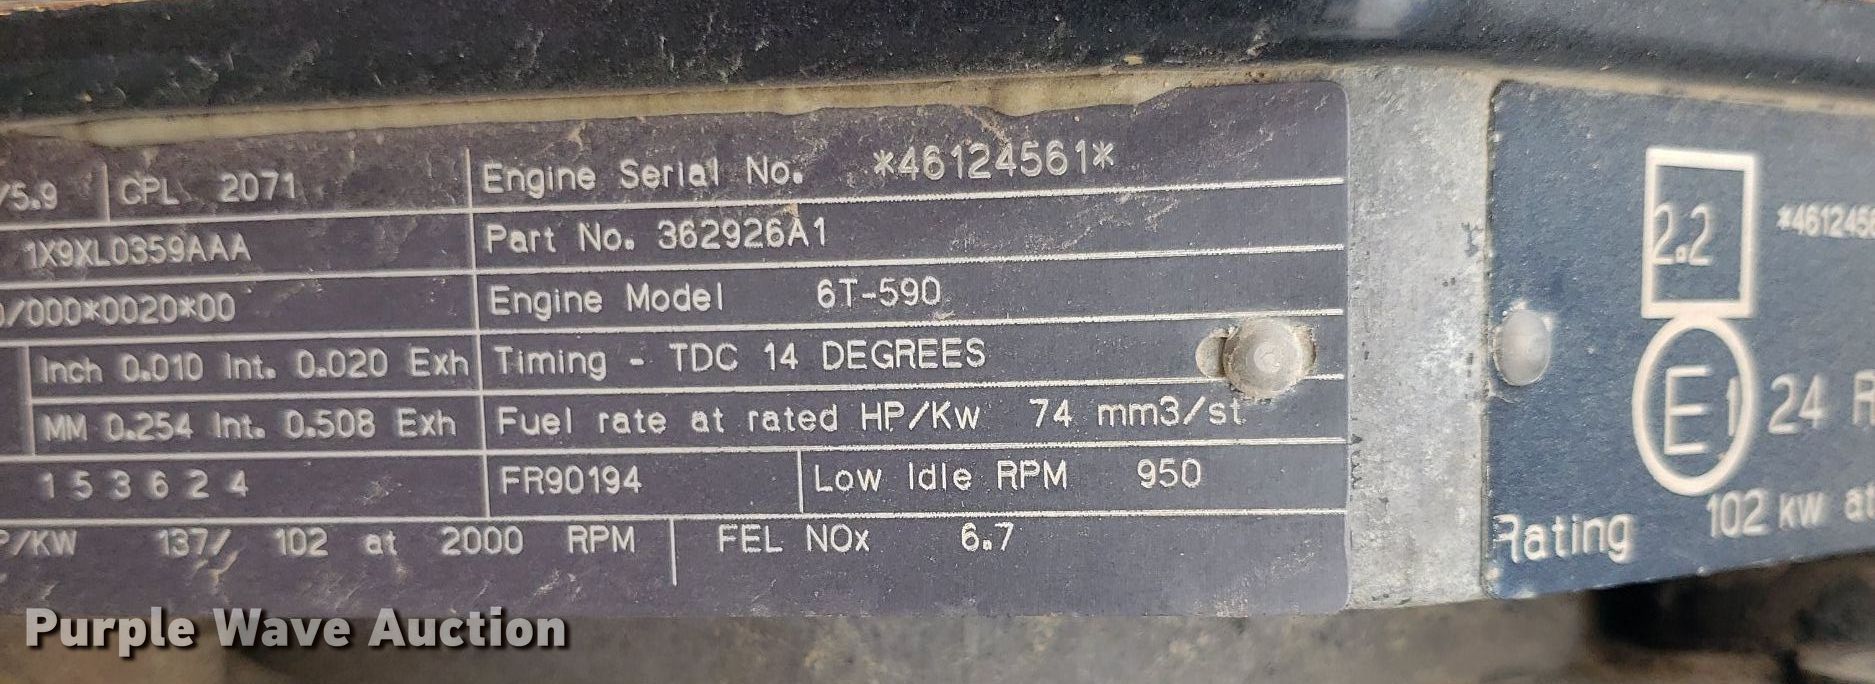 /5.9 CPL 2071 Engine Serial No. *46124561*
1X9XL0359AAA Part No. 362926A1
/000*0020*00 Engine Model 6T-590
Inch 0.010 Int. 0.020 Exh Timing - TDC 14 DEGREES
MM 0.254 Int. 0.508 Exh Fuel rate at rated HP/Kw 74 mm3/st.
1 5 3 6 2 4 FR90194 Low Idle RPM 950
P/KW 137/ 102 at 2000 RPM FEL NOx 6.7
2.2 *461245
E1 24 R
Rating 102 kW at
Purple Wave Auction